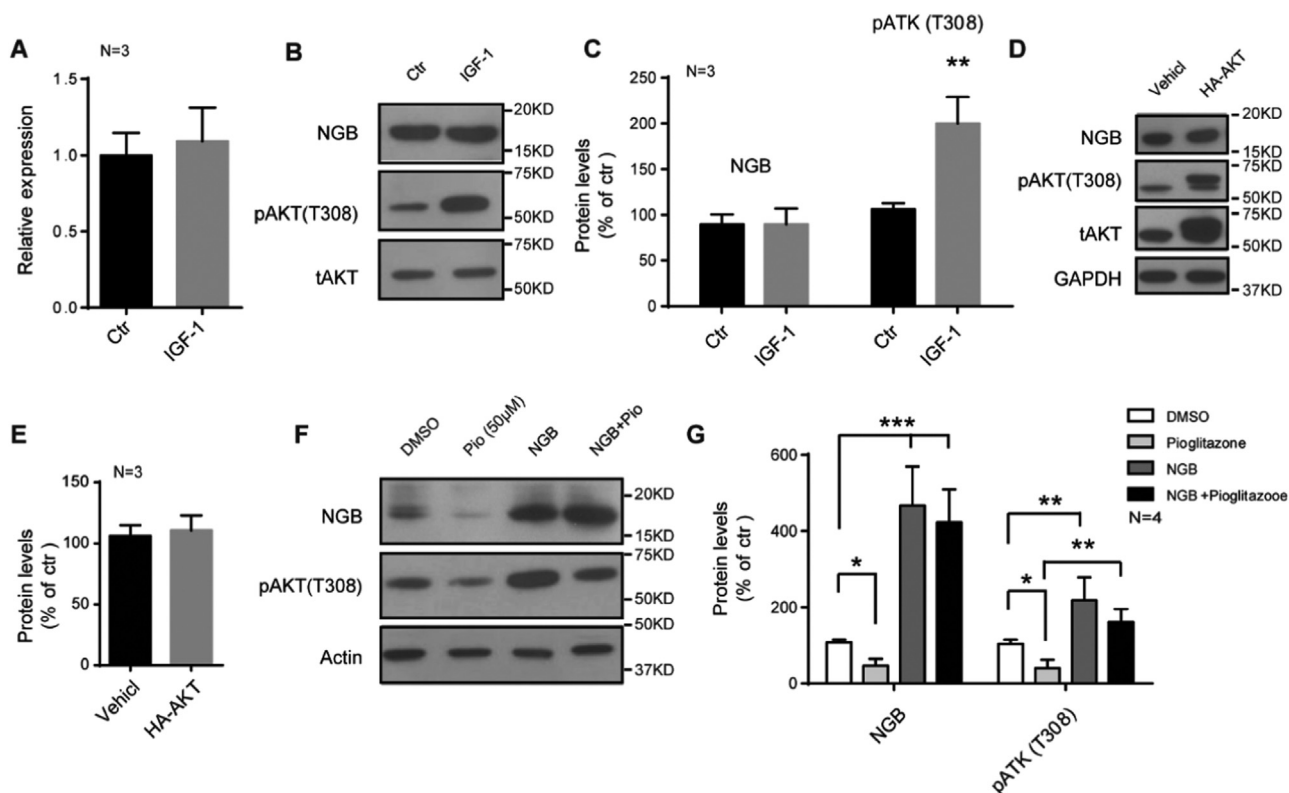 A
N=3
Relative expression
1.5
1.0
0.5
0.0
Ctr
IGF-1
B
Ctr
IGF-1
NGB
20KD
15KD
pAKT(T308)
75KD
50KD
tAKT
75KD
50KD
C
pATK (T308)
N=3
**
Protein levels
(% of ctr )
250
200
150
100
50
0
NGB
Ctr
IGF-1
Ctr
IGF-1
D
Vehicl
HA-AKT
NGB
20KD
15KD
pAKT(T308)
75KD
50KD
tAKT
75KD
50KD
GAPDH
37KD
E
N=3
Protein levels
(% of ctr )
150
100
50
0
Vehicl
HA-AKT
F
DMSO
Pio (50µM)
NGB
NGB+Pio
NGB
20KD
15KD
pAKT(T308)
75KD
50KD
Actin
50KD
37KD
G
DMSO
Pioglitazone
NGB
NGB +Pioglitazooe
N=4
Protein levels
(% of ctr )
600
400
200
0
***
*
**
*
**
NGB
pATK (T308)